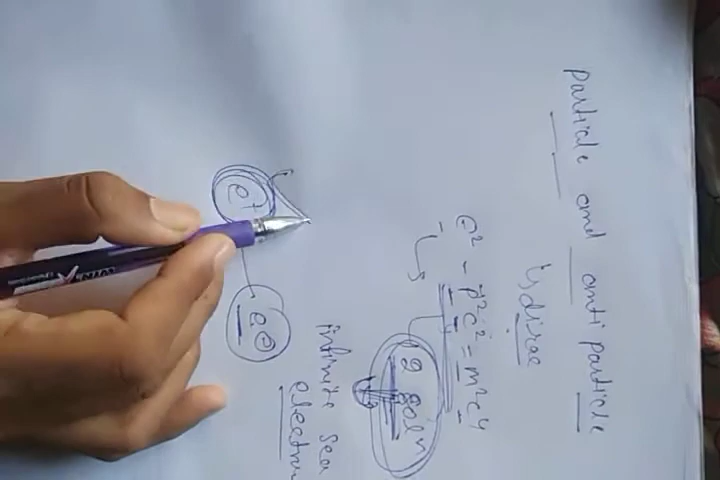 Particle and anti particle
↳ dirac
e² - p²c² = m²c⁴
2 soln
infinite sea
electron
e⁺